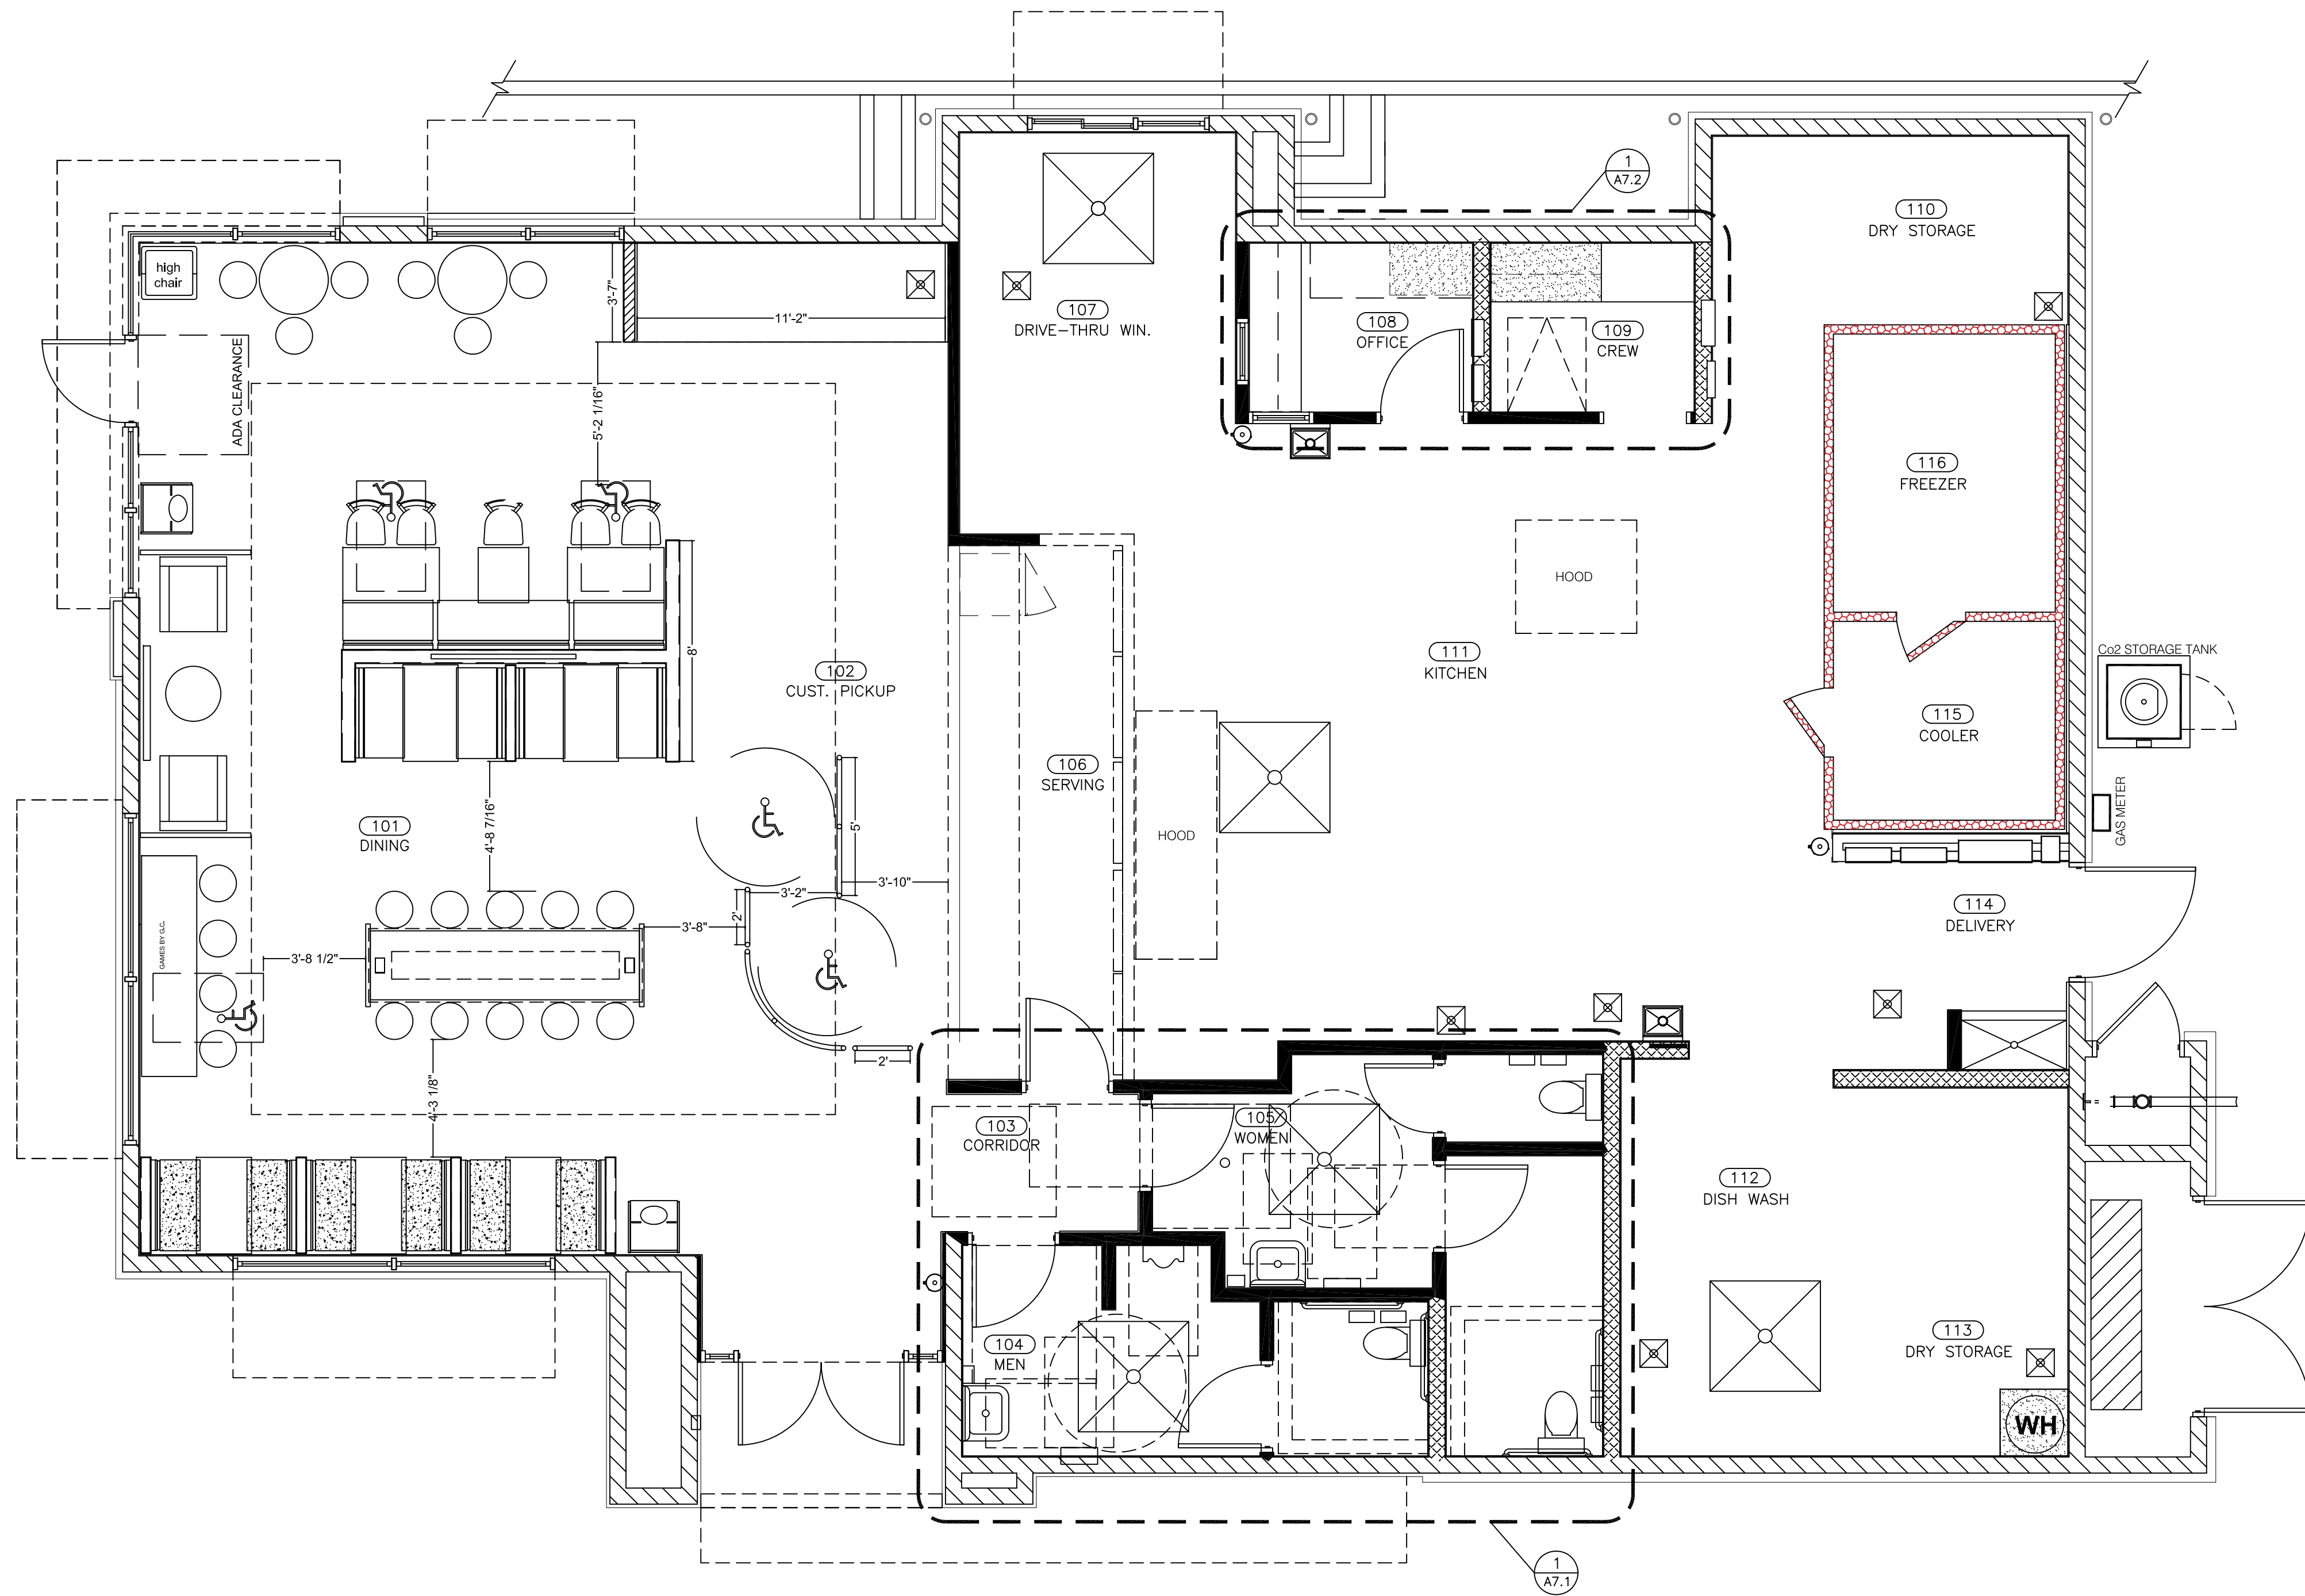 1
A7.2
110
DRY STORAGE
high
chair
3'-7"
11'-2"
107
DRIVE-THRU WIN.
108
OFFICE
109
CREW
ADA CLEARANCE
5'-2 1/16"
116
FREEZER
HOOD
8'
102
CUST. PICKUP
111
KITCHEN
Co2 STORAGE TANK
115
COOLER
106
SERVING
GAS METER
101
DINING
4'-8 7/16"
5'
HOOD
3'-2"
3'-10"
2'
114
DELIVERY
3'-8"
GAMES BY G.C.
3'-8 1/2"
2'
4'-3 1/8"
103
CORRIDOR
105
WOMEN
112
DISH WASH
104
MEN
113
DRY STORAGE
WH
1
A7.1